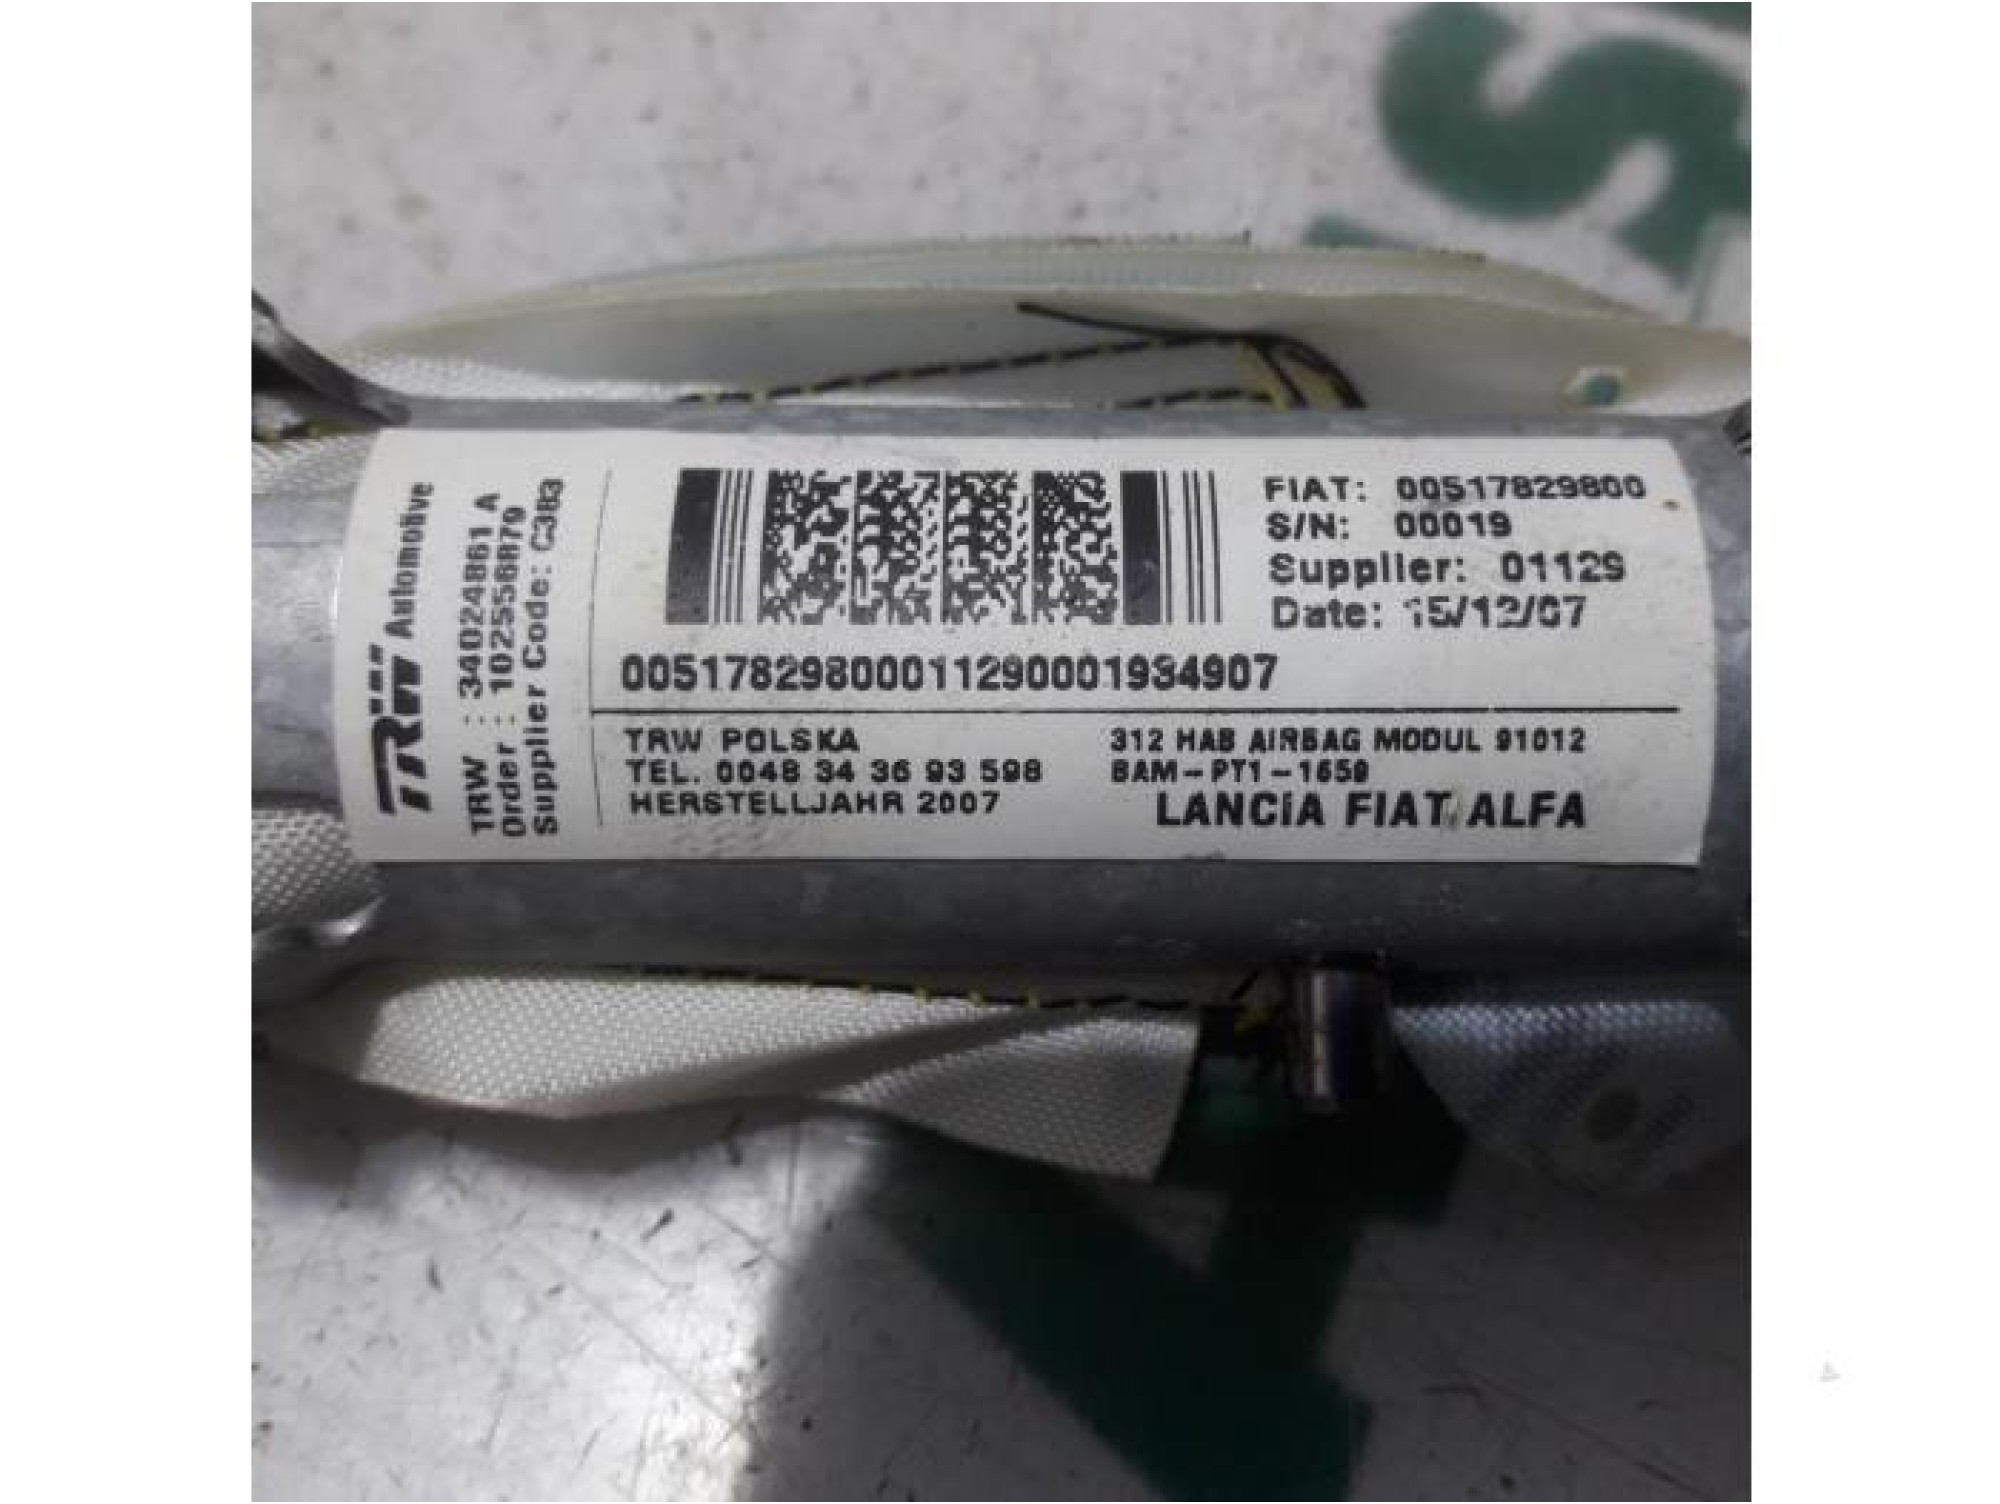 TRW Automotive
TRW : 34024861 A
Order : 102556879
Supplier Code: C3B3
FIAT: 00517829800
S/N: 00019
Supplier: 01129
Date: 15/12/07
00517829800011290001934907
TRW POLSKA
TEL. 0048 34 36 93 598
HERSTELLJAHR 2007
312 HAB AIRBAG MODUL 91012
BAM-PT1-1659
LANCIA FIAT ALFA